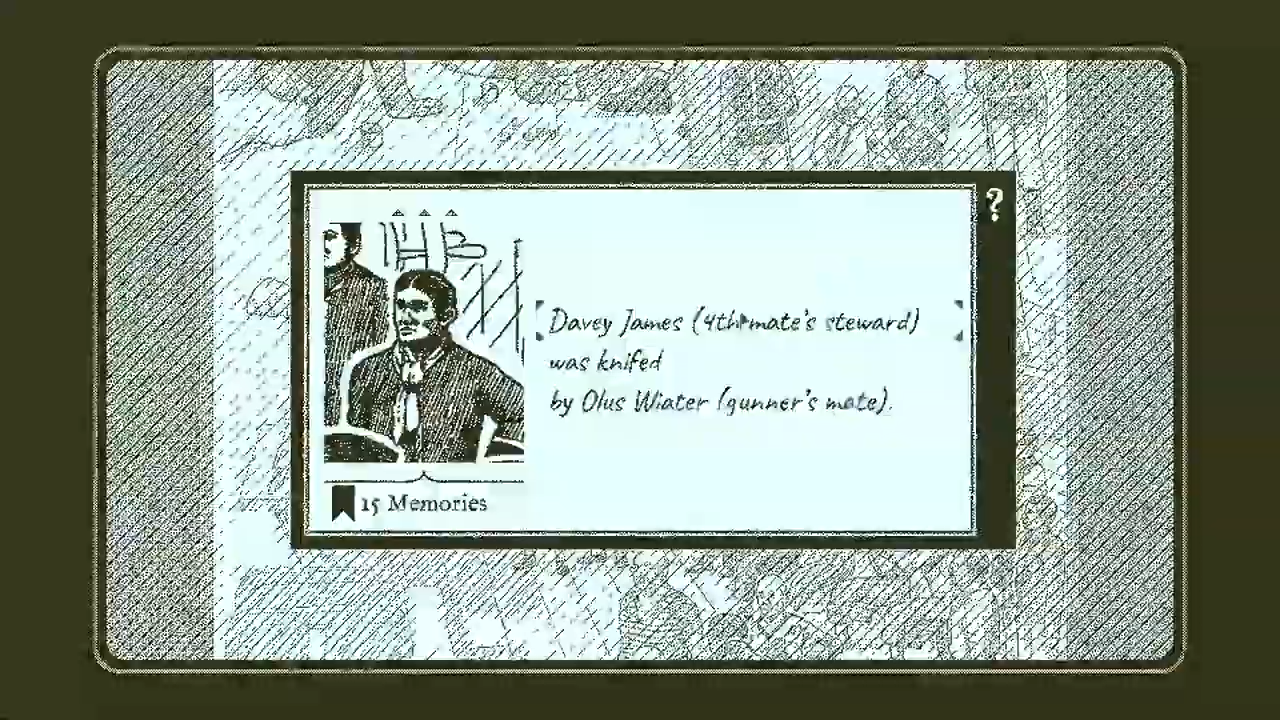 ?
Davey James (4th mate's steward)
was knifed
by Olus Wiater (gunner's mate).
15 Memories